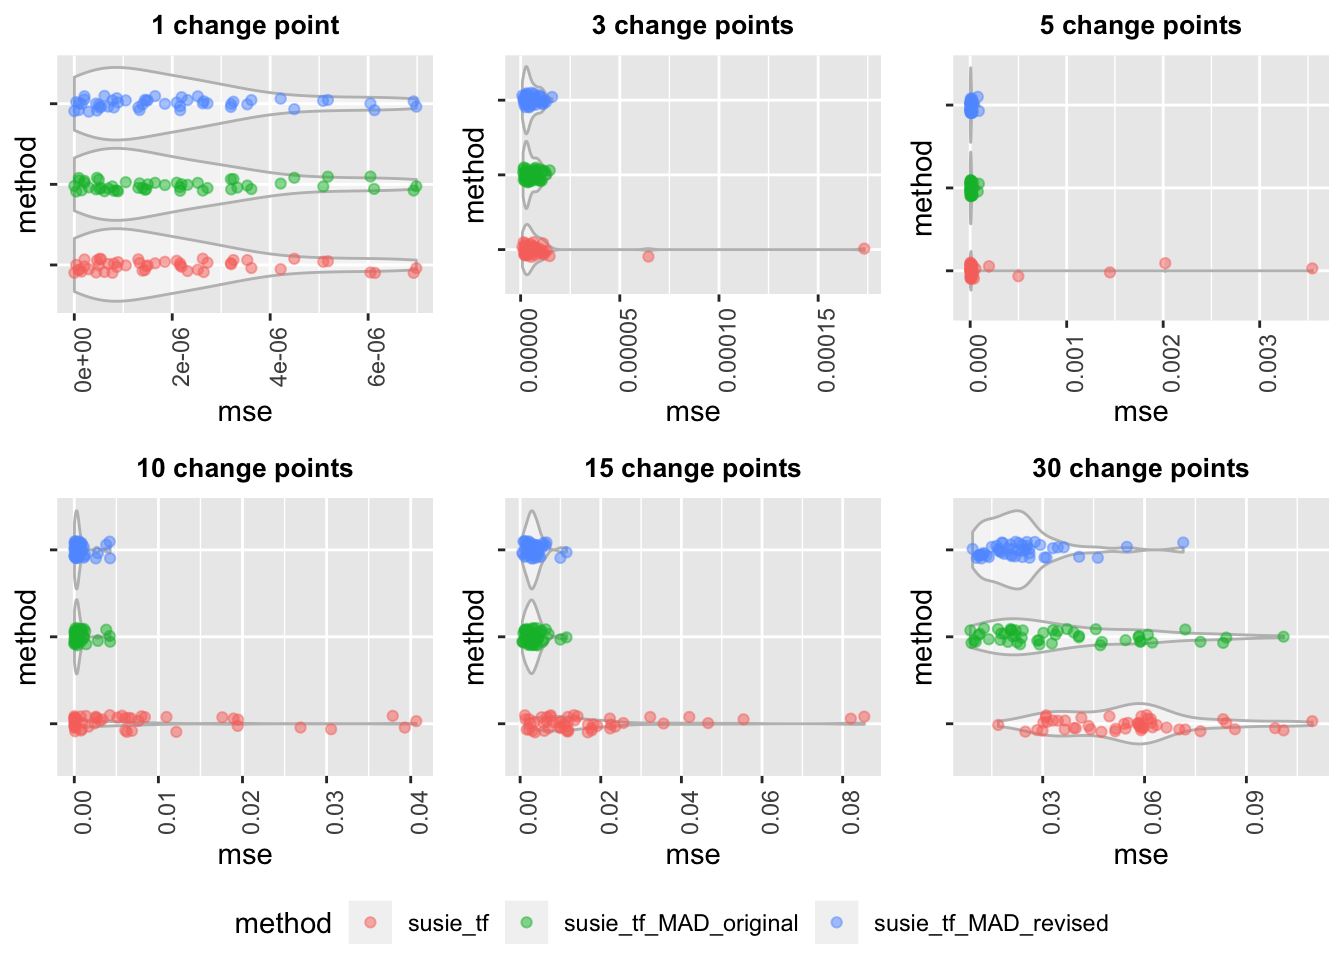 1 change point
3 change points
5 change points
method
method
method
0e+00
2e-06
4e-06
6e-06
0.00000
0.00005
0.00010
0.00015
0.000
0.001
0.002
0.003
mse
mse
mse
10 change points
15 change points
30 change points
method
method
method
0.00
0.01
0.02
0.03
0.04
0.00
0.02
0.04
0.06
0.08
0.03
0.06
0.09
mse
mse
mse
method susie_tf susie_tf_MAD_original susie_tf_MAD_revised